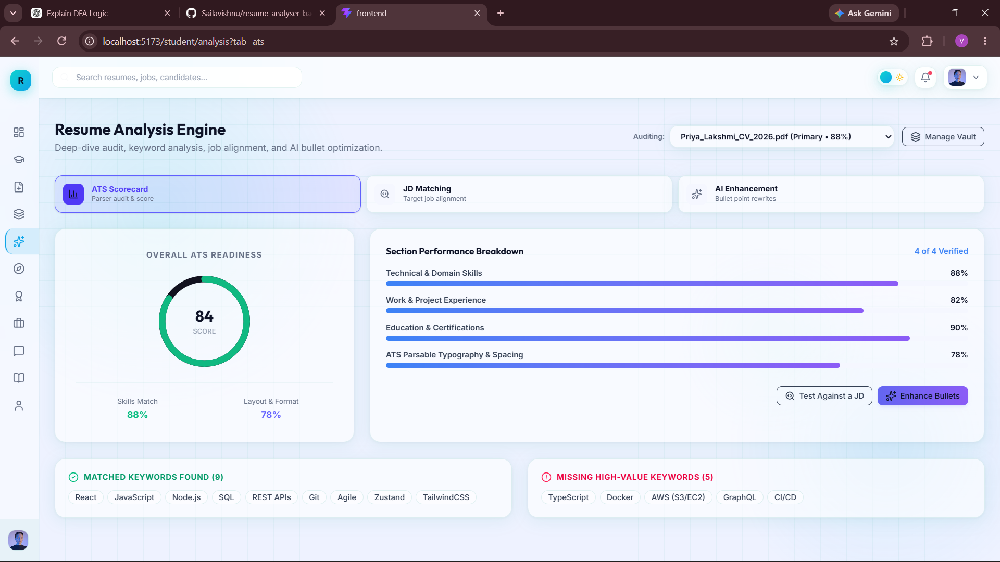 Explain DFA Logic
Sailavishnu/resume-analyser-ba
frontend
Ask Gemini
localhost:5173/student/analysis?tab=ats
V
R
Search resumes, jobs, candidates...
Resume Analysis Engine
Deep-dive audit, keyword analysis, job alignment, and AI bullet optimization.
Auditing:
Priya_Lakshmi_CV_2026.pdf (Primary • 88%)
Manage Vault
ATS Scorecard
Parser audit & score
JD Matching
Target job alignment
AI Enhancement
Bullet point rewrites
OVERALL ATS READINESS
84
SCORE
Skills Match
88%
Layout & Format
78%
Section Performance Breakdown
4 of 4 Verified
Technical & Domain Skills
88%
Work & Project Experience
82%
Education & Certifications
90%
ATS Parsable Typography & Spacing
78%
Test Against a JD
Enhance Bullets
MATCHED KEYWORDS FOUND (9)
React
JavaScript
Node.js
SQL
REST APIs
Git
Agile
Zustand
TailwindCSS
MISSING HIGH-VALUE KEYWORDS (5)
TypeScript
Docker
AWS (S3/EC2)
GraphQL
CI/CD